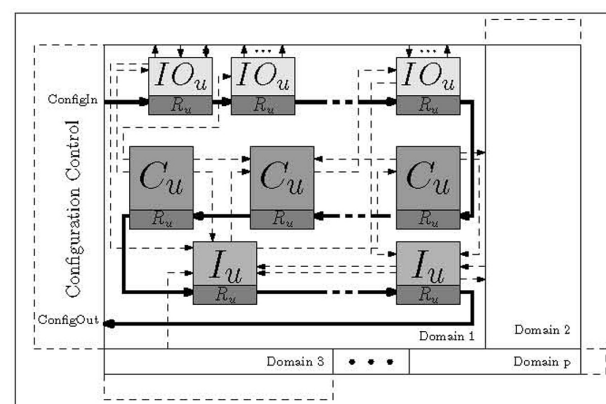 IOu IOu IOu
ConfigIn
Ru Ru Ru
Configuration Control
Cu Cu Cu
Ru Ru Ru
Iu Iu
Ru Ru
ConfigOut
Domain 1
Domain 2
Domain 3
Domain p